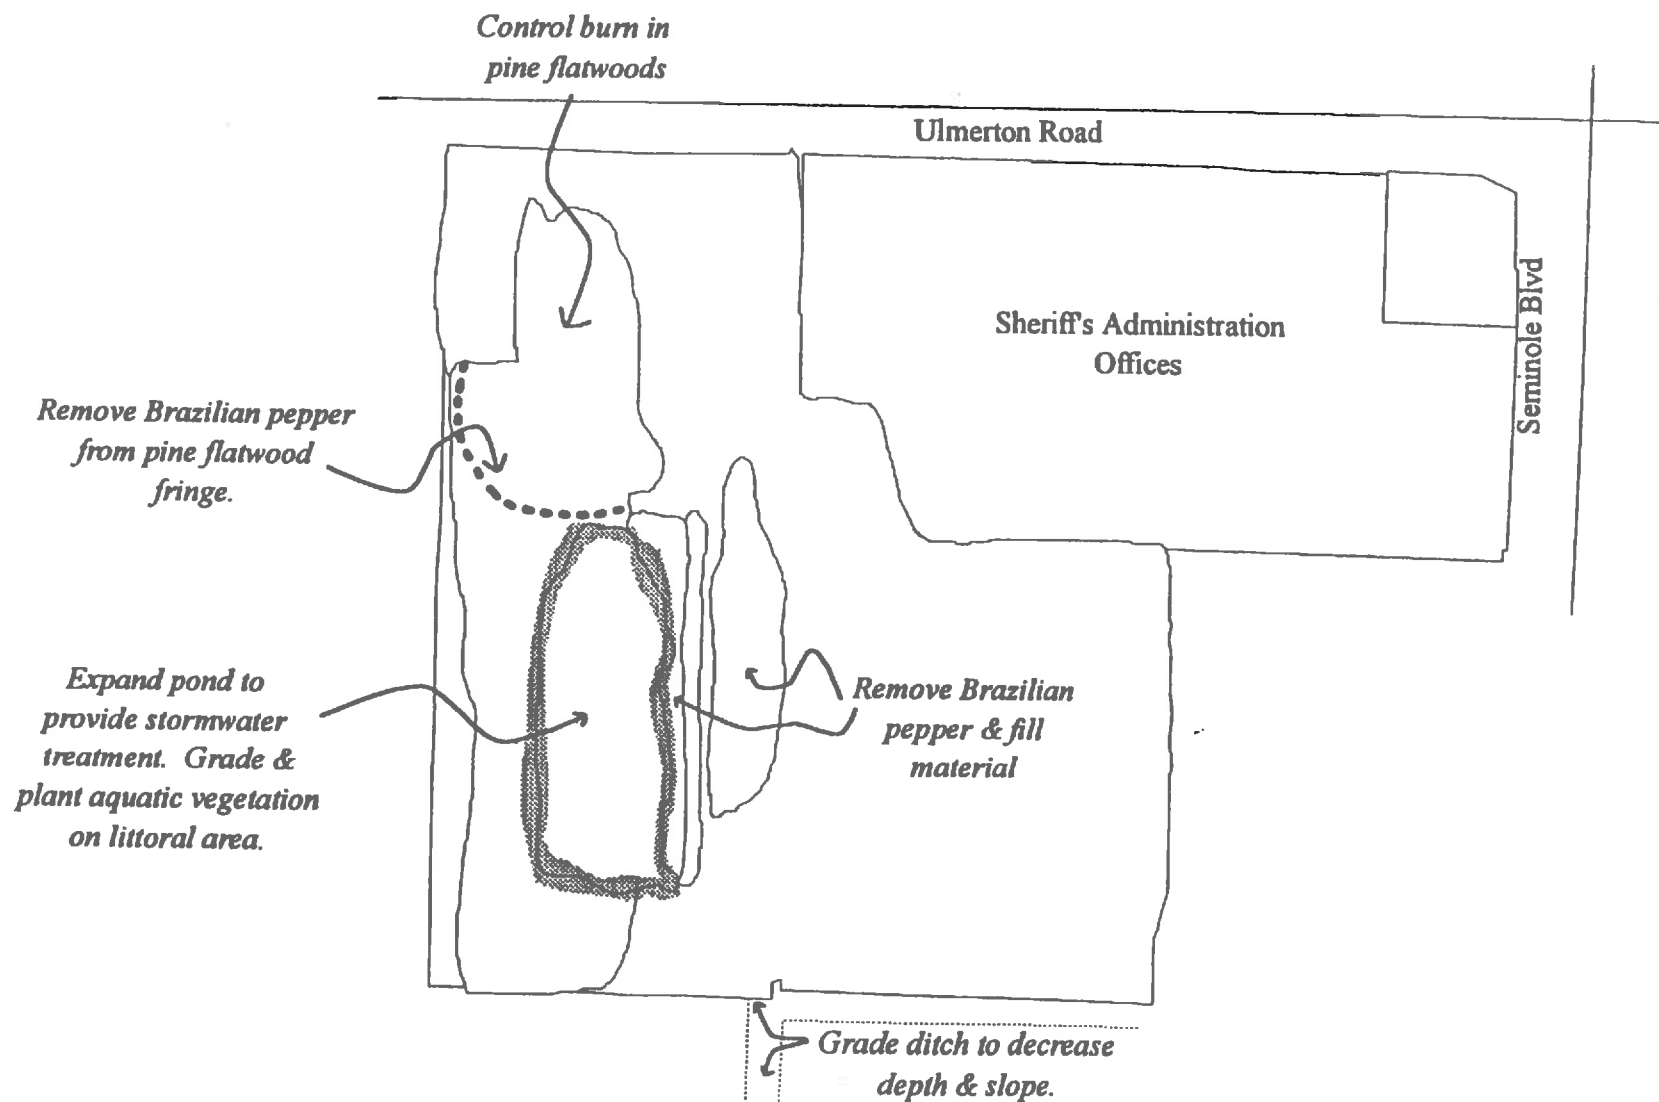 Control burn in
pine flatwoods
Ulmerton Road
Sheriff's Administration
Offices
Seminole Blvd
Remove Brazilian pepper
from pine flatwood
fringe.
Expand pond to
provide stormwater
treatment. Grade &
plant aquatic vegetation
on littoral area.
Remove Brazilian
pepper & fill
material
Grade ditch to decrease
depth & slope.